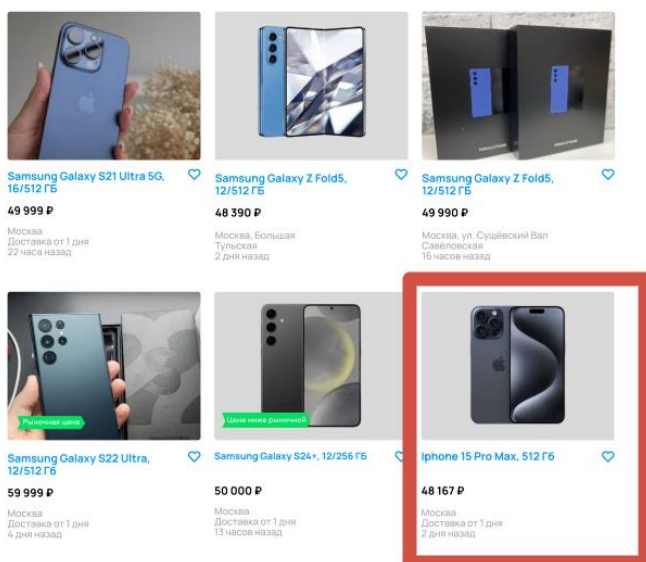 Samsung Galaxy S21 Ultra 5G,
16/512 ГБ
49 999 ₽
Москва
Доставка от 1 дня
22 часа назад
Samsung Galaxy Z Fold5,
12/512 ГБ
48 390 ₽
Москва, Большая
Тульская
2 дня назад
Samsung Galaxy Z Fold5,
12/512 ГБ
49 990 ₽
Москва, ул. Сущёвский Вал
Савёловская
16 часов назад
Рыночная цена
Samsung Galaxy S22 Ultra,
12/512 Гб
59 999 ₽
Москва
Доставка от 1 дня
4 дня назад
Цена ниже рыночной
Samsung Galaxy S24+, 12/256 ГБ
50 000 ₽
Москва
Доставка от 1 дня
13 часов назад
Iphone 15 Pro Max, 512 Гб
48 167 ₽
Москва
Доставка от 1 дня
2 дня назад